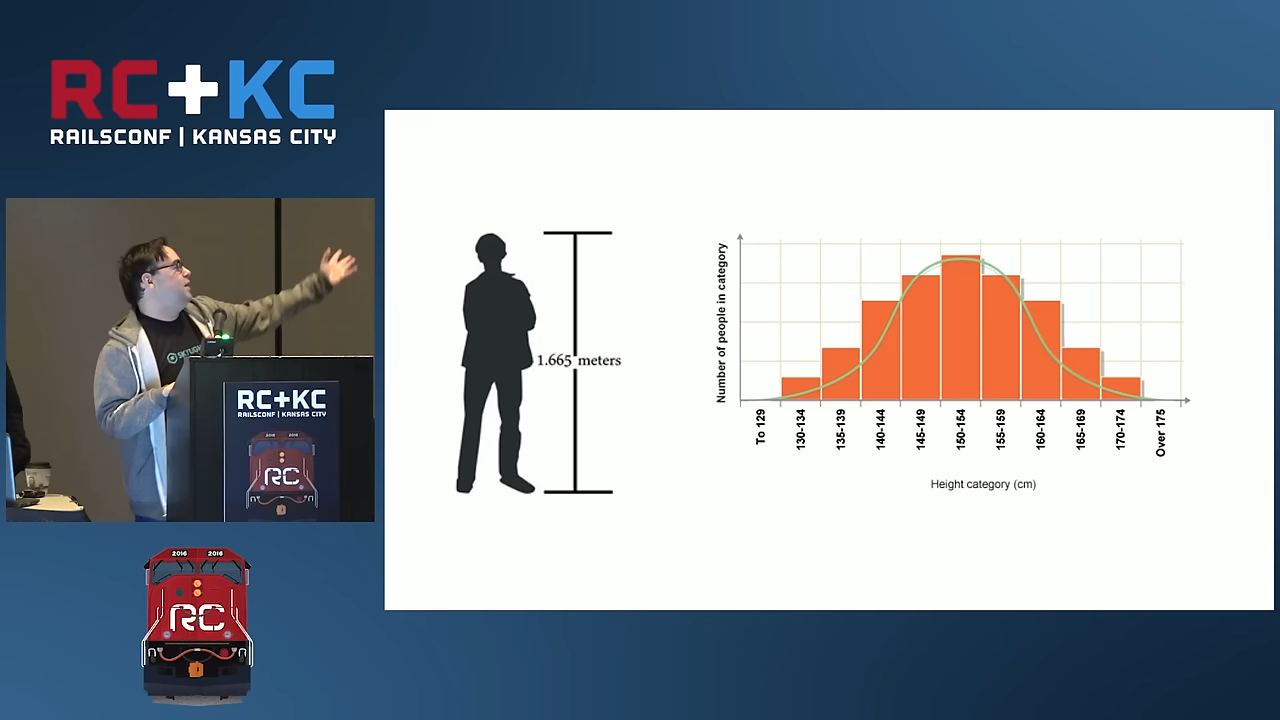 RC+KC
RAILSCONF | KANSAS CITY
1.665 meters
Number of people in category
To 129
130-134
135-139
140-144
145-149
150-154
155-159
160-164
165-169
170-174
Over 175
Height category (cm)
RC+KC
RAILSCONF | KANSAS CITY
2016 2016
RC
2016 2016
RC